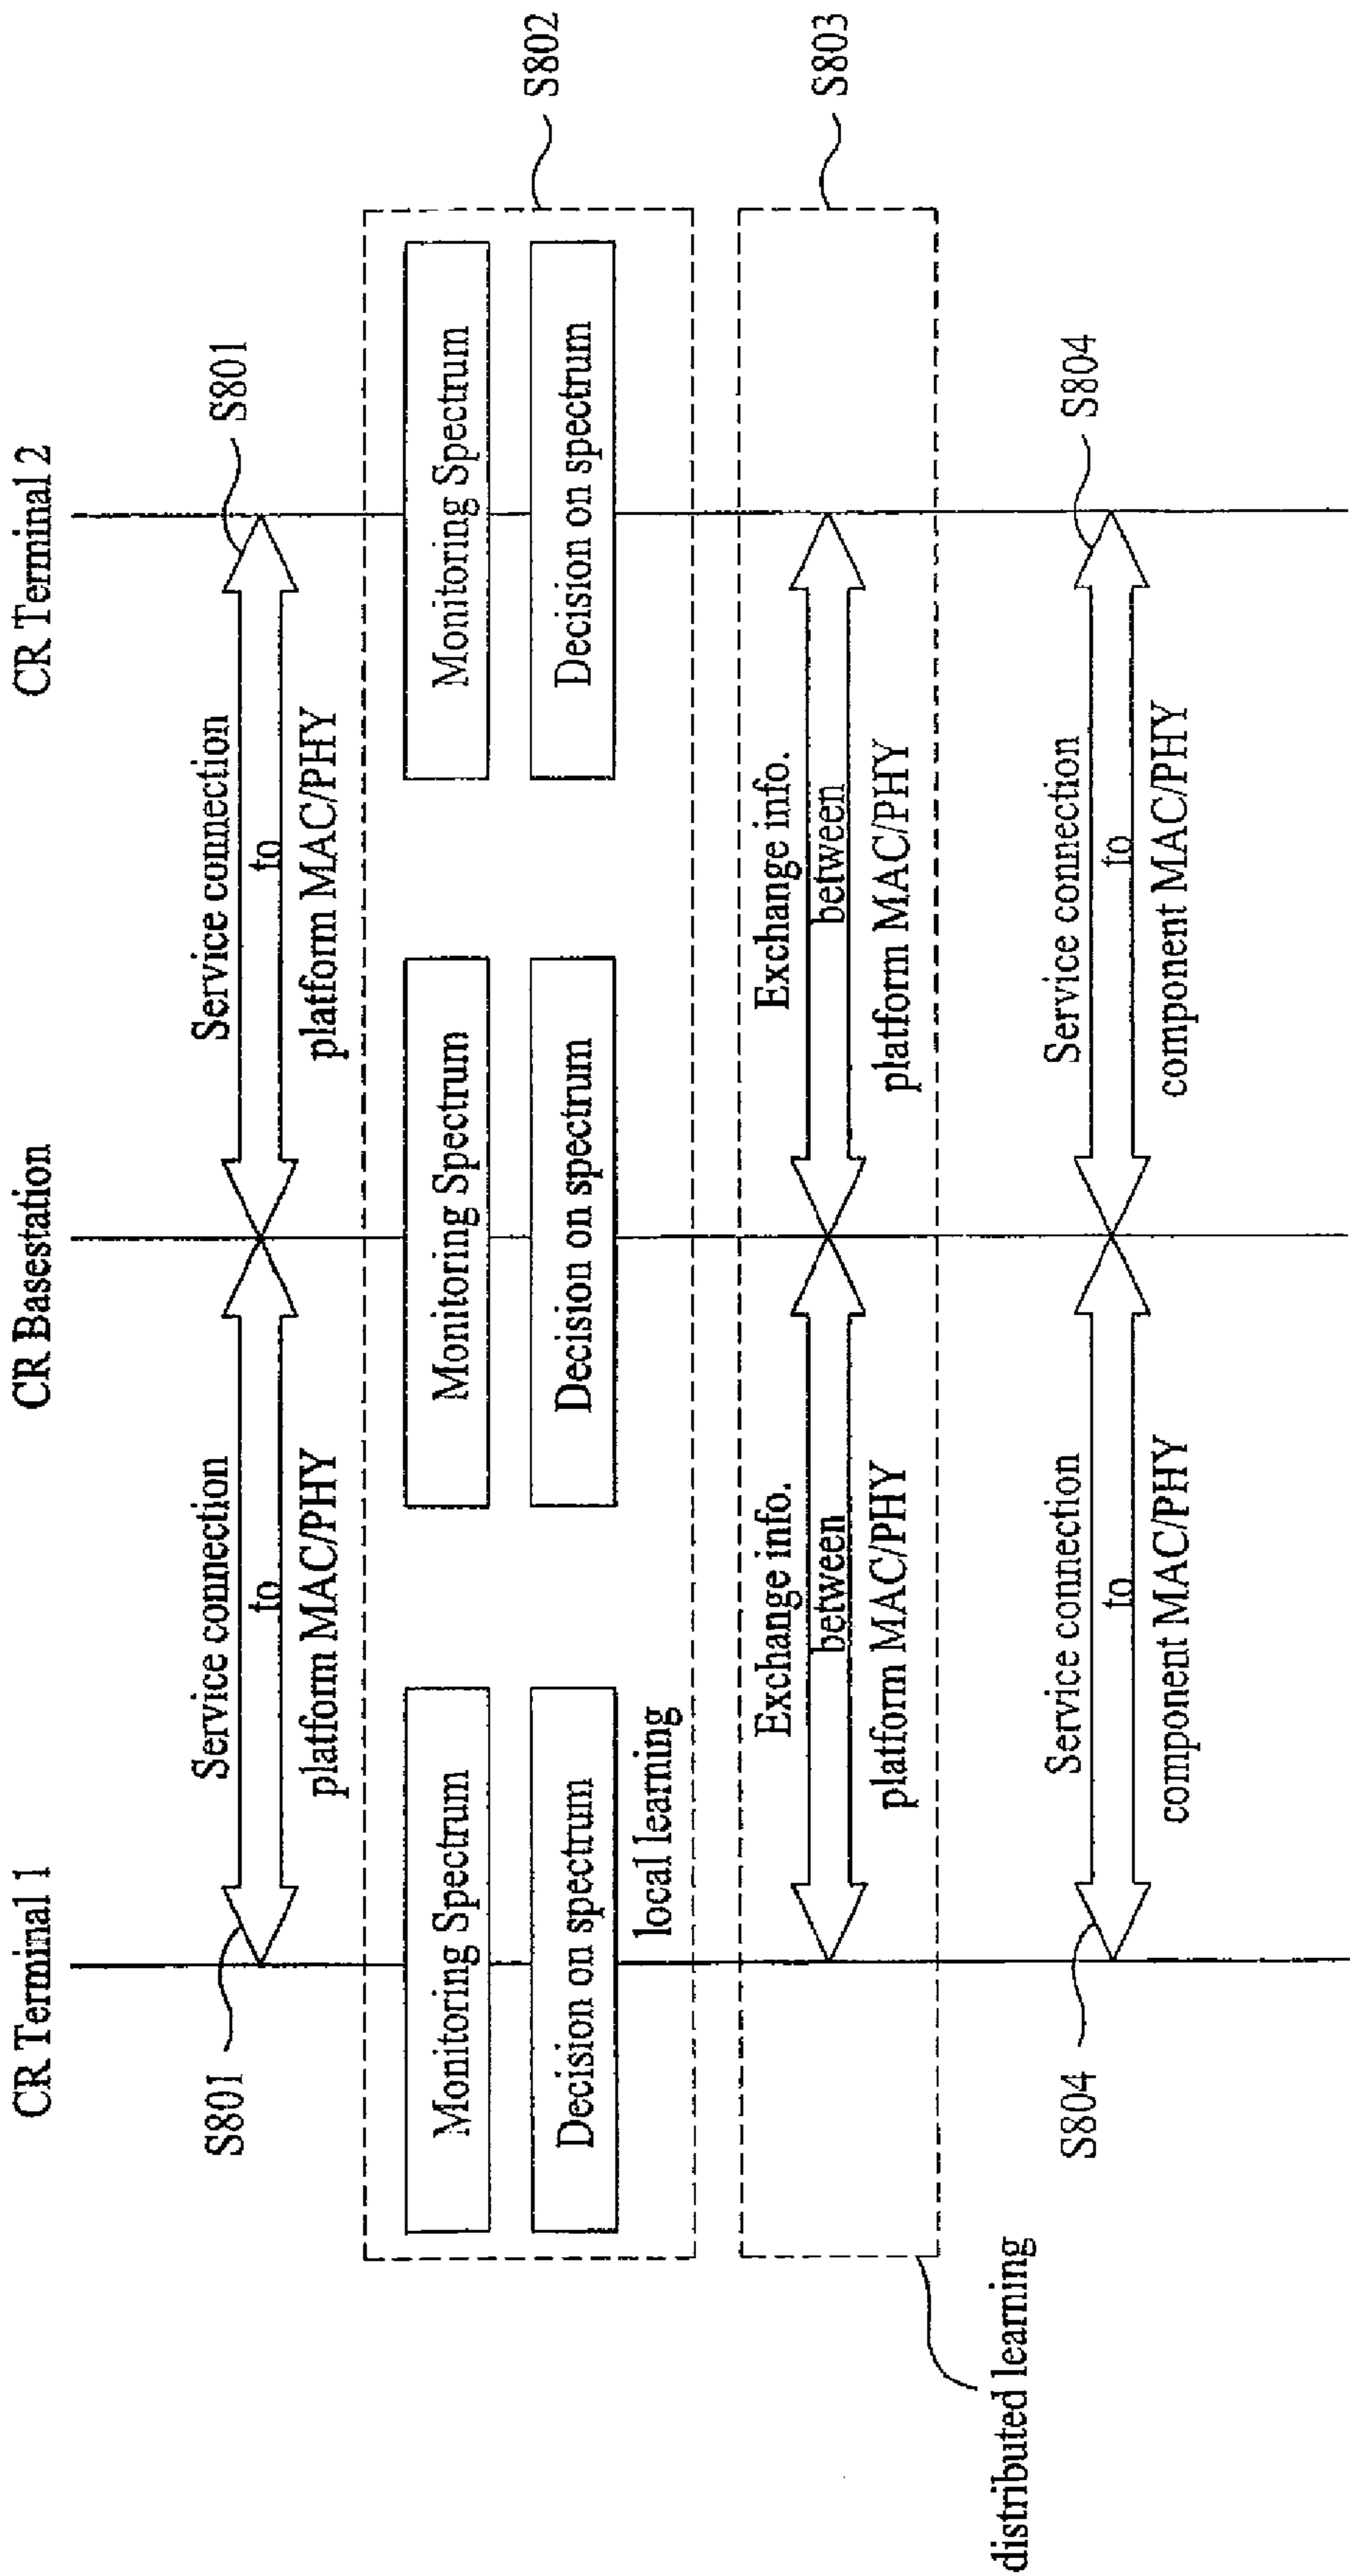 CR Terminal 1
CR Basestation
CR Terminal 2
S801
Service connection
to
platform MAC/PHY
Service connection
to
platform MAC/PHY
S801
Monitoring Spectrum
Monitoring Spectrum
Monitoring Spectrum
S802
Decision on spectrum
Decision on spectrum
Decision on spectrum
local learning
Exchange info.
between
platform MAC/PHY
Exchange info.
between
platform MAC/PHY
S803
distributed learning
S804
Service connection
to
component MAC/PHY
Service connection
to
component MAC/PHY
S804